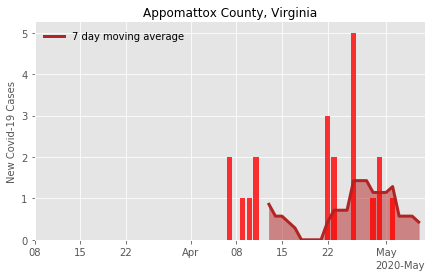 Appomattox County, Virginia
7 day moving average
New Covid-19 Cases
5
4
3
2
1
0
08 15 22 Apr 08 15 22 May
2020-May